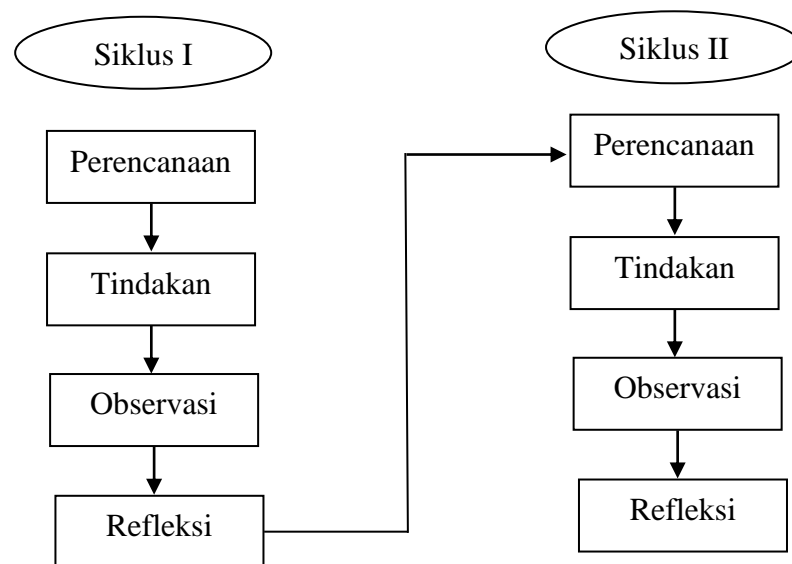 Siklus I
Perencanaan
Tindakan
Observasi
Refleksi
Siklus II
Perencanaan
Tindakan
Observasi
Refleksi